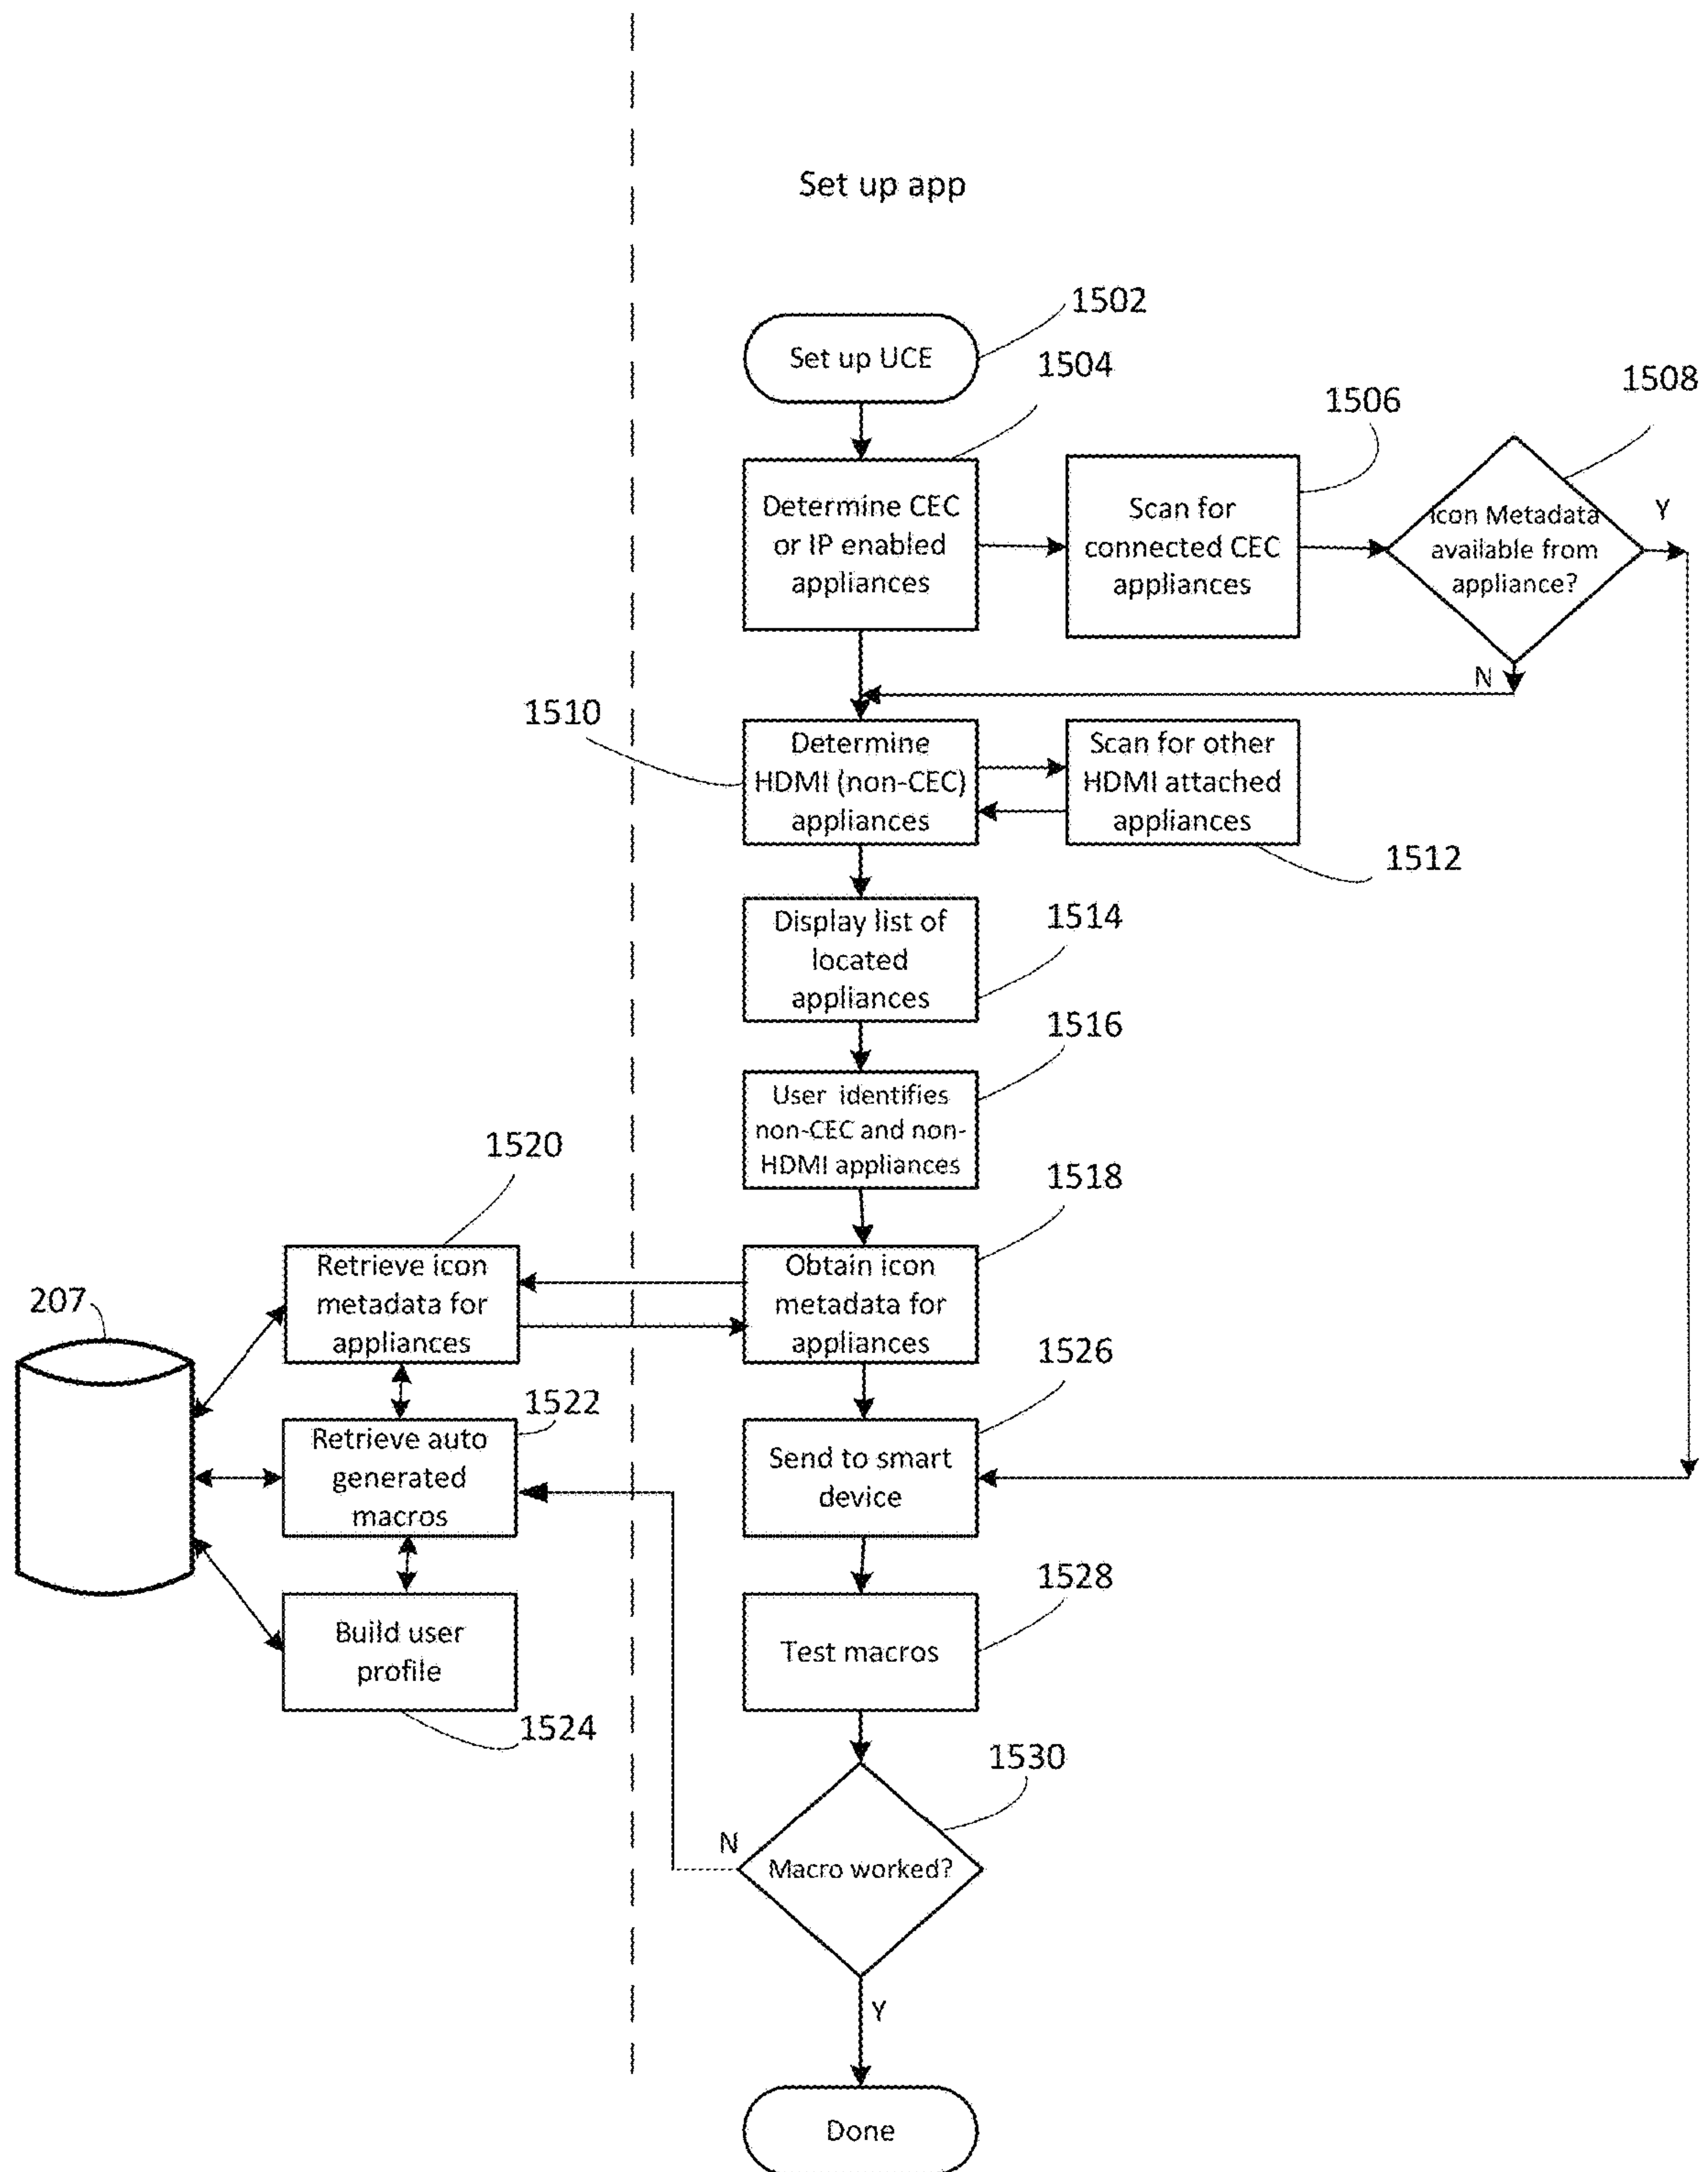 Set up app
1502
Set up UCE
1504
Determine CEC
or IP enabled
appliances
1506
Scan for
connected CEC
appliances
1508
Icon Metadata
available from
appliance?
Y
N
1510
Determine
HDMI (non-CEC)
appliances
Scan for other
HDMI attached
appliances
1512
Display list of
located
appliances
1514
User identifies
non-CEC and non-
HDMI appliances
1516
1520
Retrieve icon
metadata for
appliances
Obtain icon
metadata for
appliances
1518
207
1522
Retrieve auto
generated
macros
1526
Send to smart
device
Build user
profile
1524
1528
Test macros
1530
Macro worked?
N
Y
Done